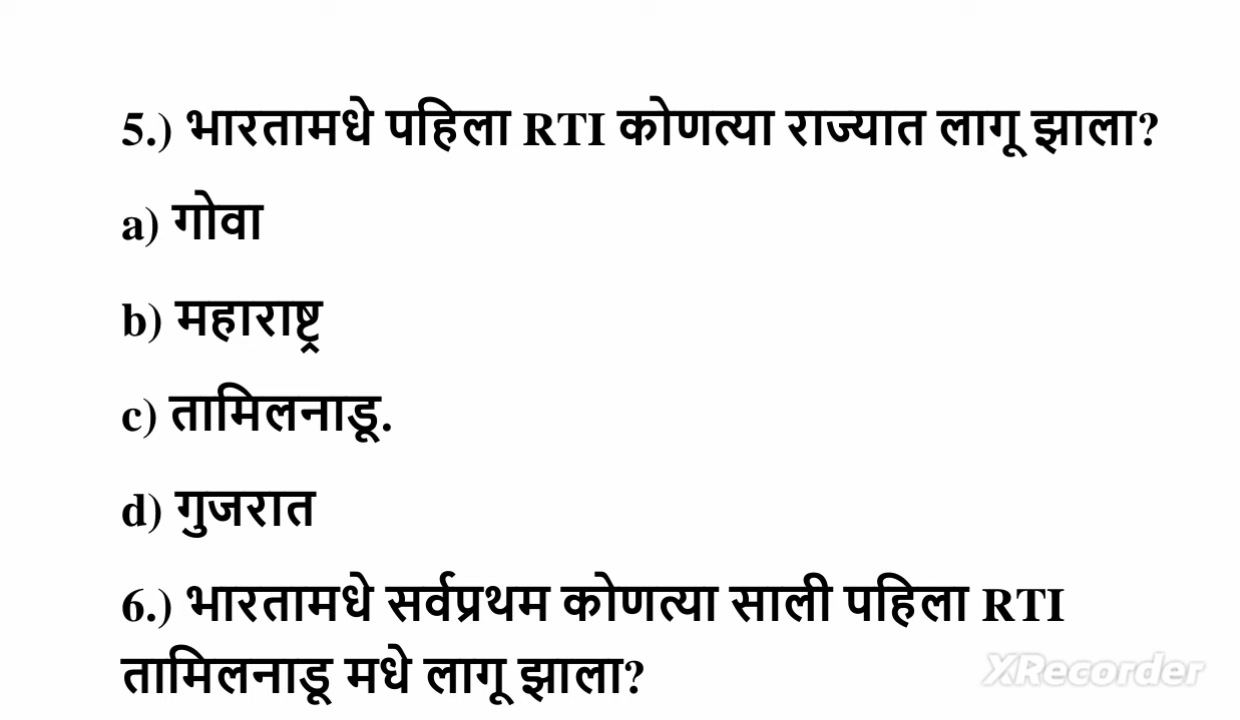 5.) भारतामधे पहिला RTI कोणत्या राज्यात लागू झाला?
a) गोवा
b) महाराष्ट्र
c) तामिलनाडू.
d) गुजरात
6.) भारतामधे सर्वप्रथम कोणत्या साली पहिला RTI
तामिलनाडू मधे लागू झाला?
XRecorder